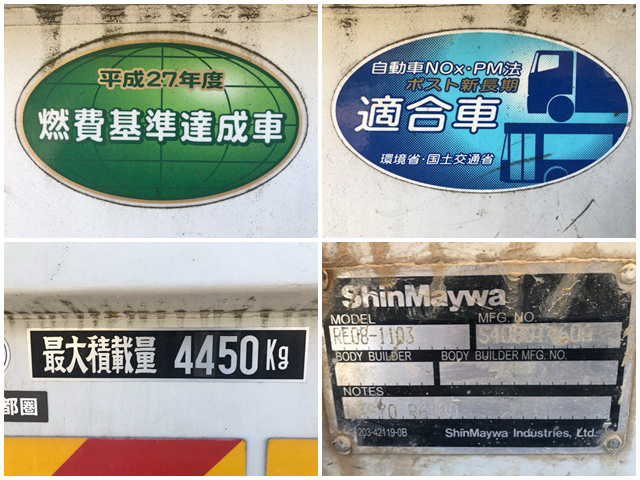 平成27年度
燃費基準達成車
自動車NOx・PM法
ポスト新長期
適合車
環境省・国土交通省
最大積載量 4450Kg
都圏
ShinMaywa
MODEL
MFG. NO.
RE08-1103
BODY BUILDER
BODY BUILDER MFG. NO.
NOTES
203-42119-0B
ShinMaywa Industries, Ltd.